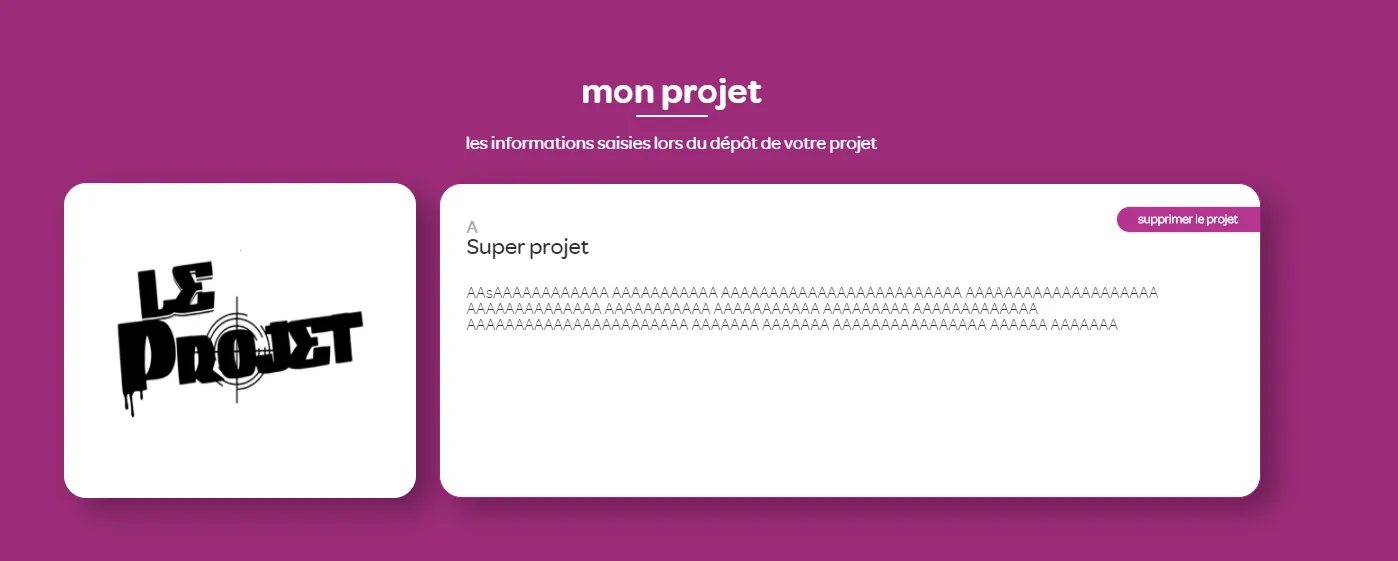 mon projet
les informations saisies lors du dépôt de votre projet
LE
PROJET
supprimer le projet
A
Super projet
AAsAAAAAAAAAAAA AAAAAAAAAAA AAAAAAAAAAAAAAAAAAAAAAAAA AAAAAAAAAAAAAAAAAAAA
AAAAAAAAAAAAAA AAAAAAAAAAA AAAAAAAAAAA AAAAAAAAA AAAAAAAAAAAAA
AAAAAAAAAAAAAAAAAAAAAAA AAAAAAA AAAAAAA AAAAAAAAAAAAAAAA AAAAAA AAAAAAA